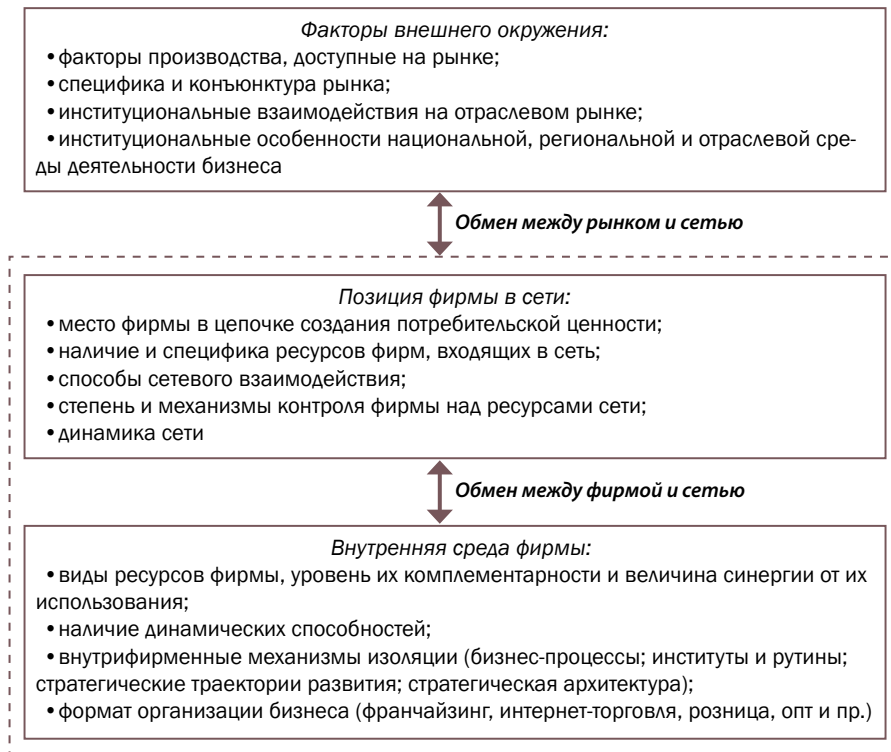 Факторы внешнего окружения:
• факторы производства, доступные на рынке;
• специфика и конъюнктура рынка;
• институциональные взаимодействия на отраслевом рынке;
• институциональные особенности национальной, региональной и отраслевой сре-
ды деятельности бизнеса
Обмен между рынком и сетью
Позиция фирмы в сети:
• место фирмы в цепочке создания потребительской ценности;
• наличие и специфика ресурсов фирм, входящих в сеть;
• способы сетевого взаимодействия;
• степень и механизмы контроля фирмы над ресурсами сети;
• динамика сети
Обмен между фирмой и сетью
Внутренняя среда фирмы:
• виды ресурсов фирмы, уровень их комплементарности и величина синергии от их
использования;
• наличие динамических способностей;
• внутрифирменные механизмы изоляции (бизнес-процессы; институты и рутины;
стратегические траектории развития; стратегическая архитектура);
• формат организации бизнеса (франчайзинг, интернет-торговля, розница, опт и пр.)